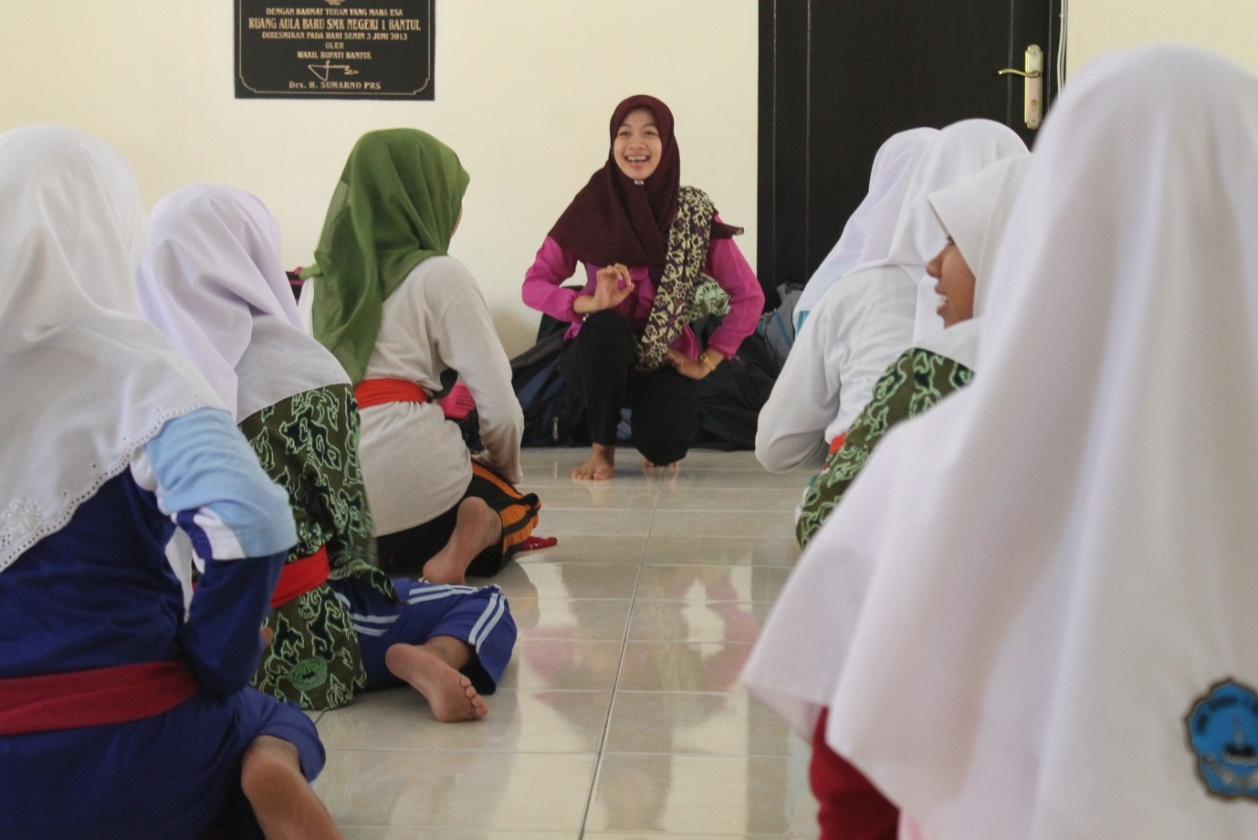 DENGAN RAHMAT TUHAN YANG MAHA ESA
RUANG AULA BARU SMK NEGERI 1 BANTUL
DIRESMIKAN PADA HARI SENIN 3 JUNI 2013
OLEH
WAKIL BUPATI BANTUL
Drs. H. SUMARNO PRS